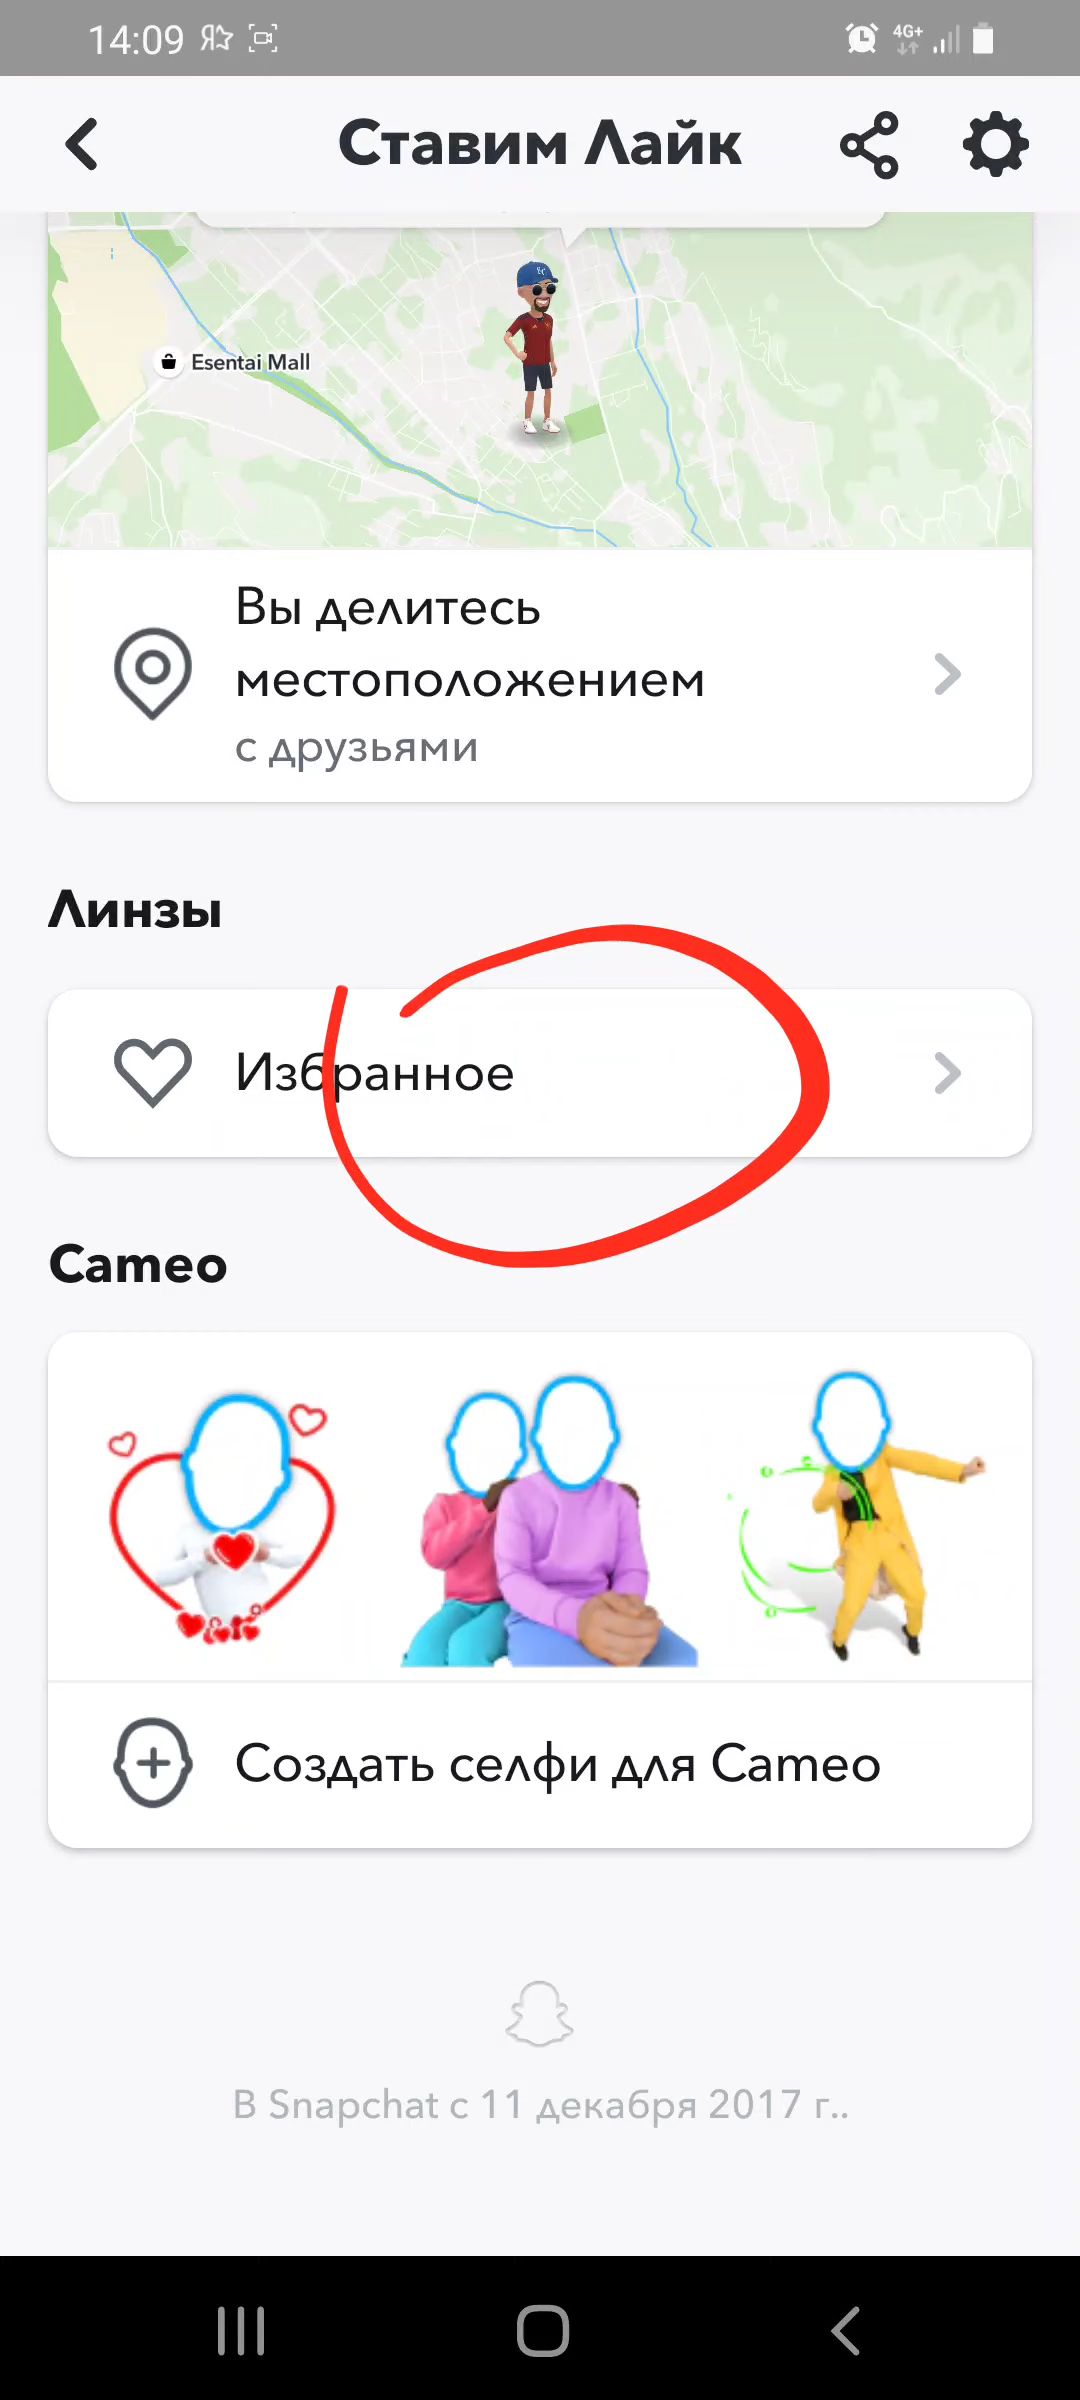 14:09
4G+
Ставим Лайк
Esentai Mall
Вы делитесь
местоположением
с друзьями
Линзы
Избранное
Cameo
Создать селфи для Cameo
В Snapchat с 11 декабря 2017 г..